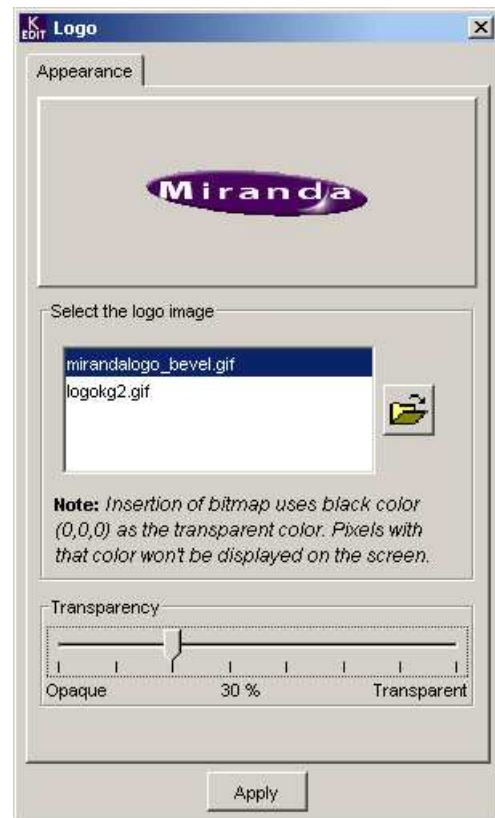 K
EDIT Logo
Appearance
Miranda
Select the logo image
mirandalogo_bevel.gif
logokg2.gif
Note: Insertion of bitmap uses black color
(0,0,0) as the transparent color. Pixels with
that color won't be displayed on the screen.
Transparency
Opaque 30 % Transparent
Apply